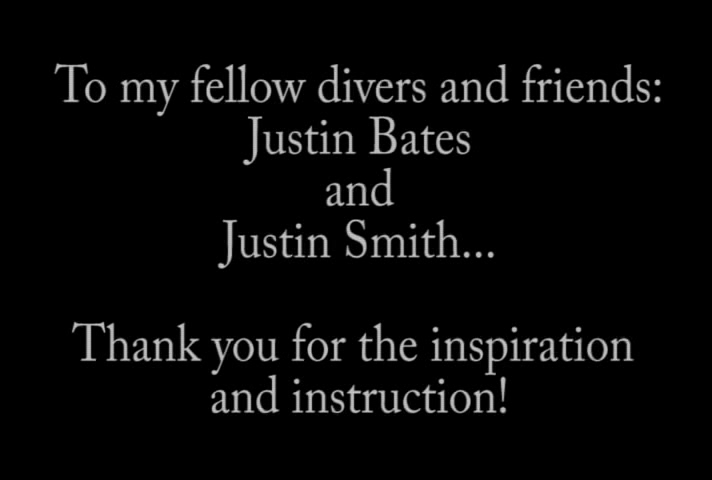 To my fellow divers and friends:
Justin Bates
and
Justin Smith...
Thank you for the inspiration
and instruction!